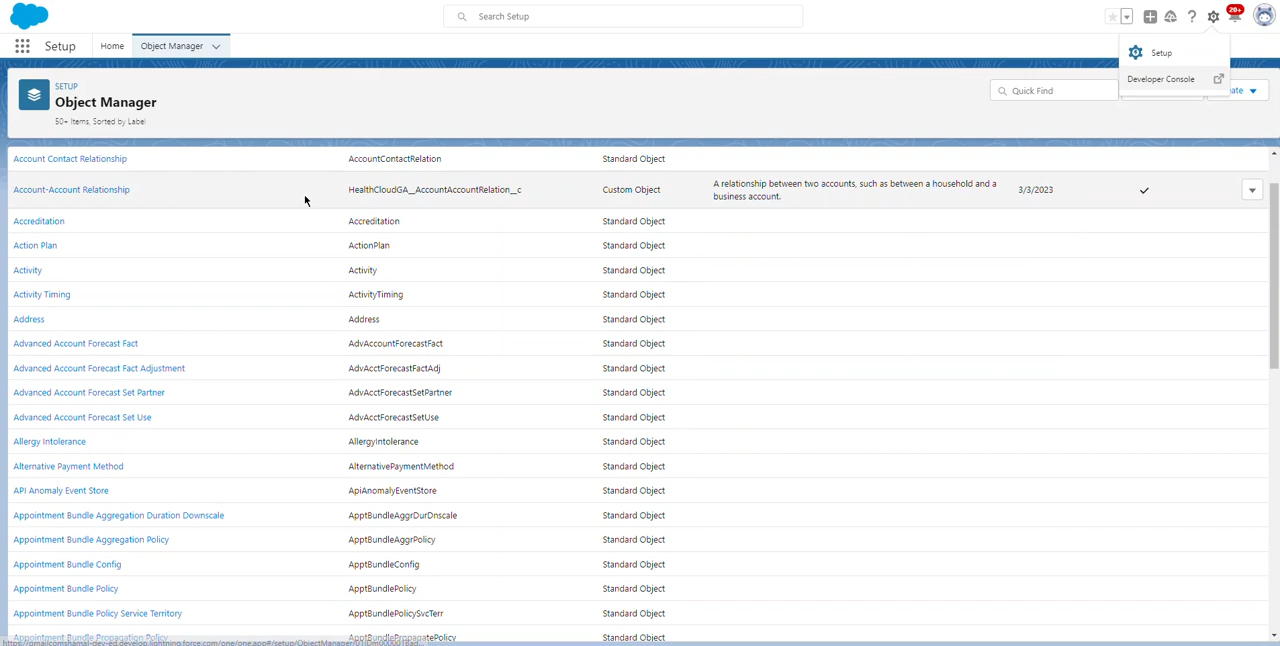 Search Setup
20+
Setup
Home
Object Manager
Setup
Developer Console
SETUP
Object Manager
50+ Items, Sorted by Label
Quick Find
Account Contact Relationship AccountContactRelation Standard Object
Account-Account Relationship HealthCloudGA__AccountAccountRelation__c Custom Object A relationship between two accounts, such as between a household and a 3/3/2023
business account.
Accreditation Accreditation Standard Object
Action Plan ActionPlan Standard Object
Activity Activity Standard Object
Activity Timing ActivityTiming Standard Object
Address Address Standard Object
Advanced Account Forecast Fact AdvAccountForecastFact Standard Object
Advanced Account Forecast Fact Adjustment AdvAcctForecastFactAdj Standard Object
Advanced Account Forecast Set Partner AdvAcctForecastSetPartner Standard Object
Advanced Account Forecast Set Use AdvAcctForecastSetUse Standard Object
Allergy Intolerance AllergyIntolerance Standard Object
Alternative Payment Method AlternativePaymentMethod Standard Object
API Anomaly Event Store ApiAnomalyEventStore Standard Object
Appointment Bundle Aggregation Duration Downscale ApptBundleAggrDurDnscale Standard Object
Appointment Bundle Aggregation Policy ApptBundleAggrPolicy Standard Object
Appointment Bundle Config ApptBundleConfig Standard Object
Appointment Bundle Policy ApptBundlePolicy Standard Object
Appointment Bundle Policy Service Territory ApptBundlePolicySvcTerr Standard Object
Appointment Bundle Propagation Policy ApptBundlePropagatePolicy Standard Object